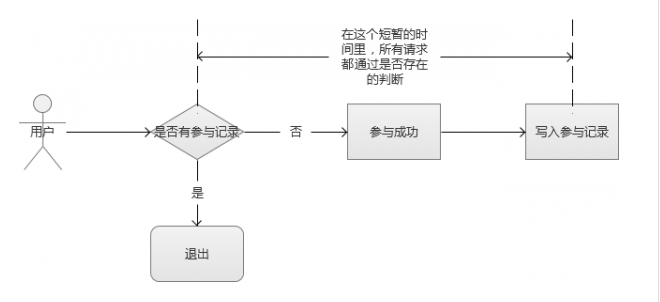 在这个短暂的时
间里，所有请求
都通过是否存在
的判断
用户
是否有参与记录
否
参与成功
写入参与记录
是
退出